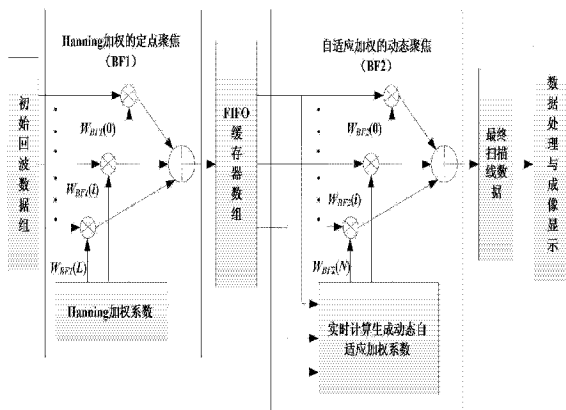 Hanning加权的定点聚焦
（BF1）
自适应加权的动态聚焦
（BF2）
初始回波数据组
W_BF1(0)
W_BF1(i)
W_BF1(L)
Hanning加权系数
FIFO
缓存器数组
W_BF2(0)
W_BF2(i)
W_BF2(N)
实时计算生成动态自
适应加权系数
最终扫描线数据
数据处理与成像显示